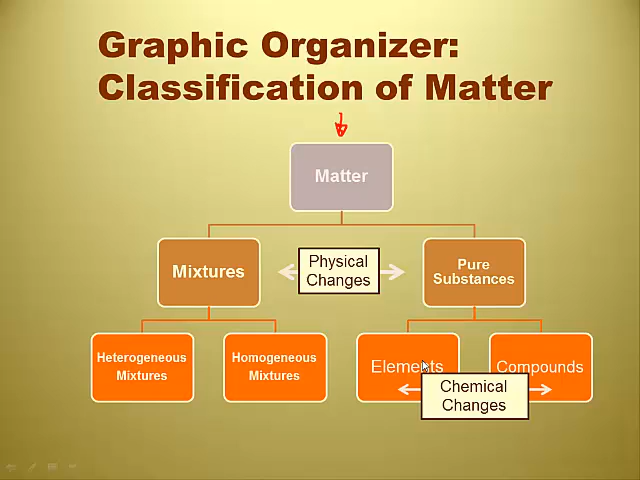 Graphic Organizer:
Classification of Matter
Matter
Mixtures
Physical
Changes
Pure
Substances
Heterogeneous
Mixtures
Homogeneous
Mixtures
Elements
Compounds
Chemical
Changes